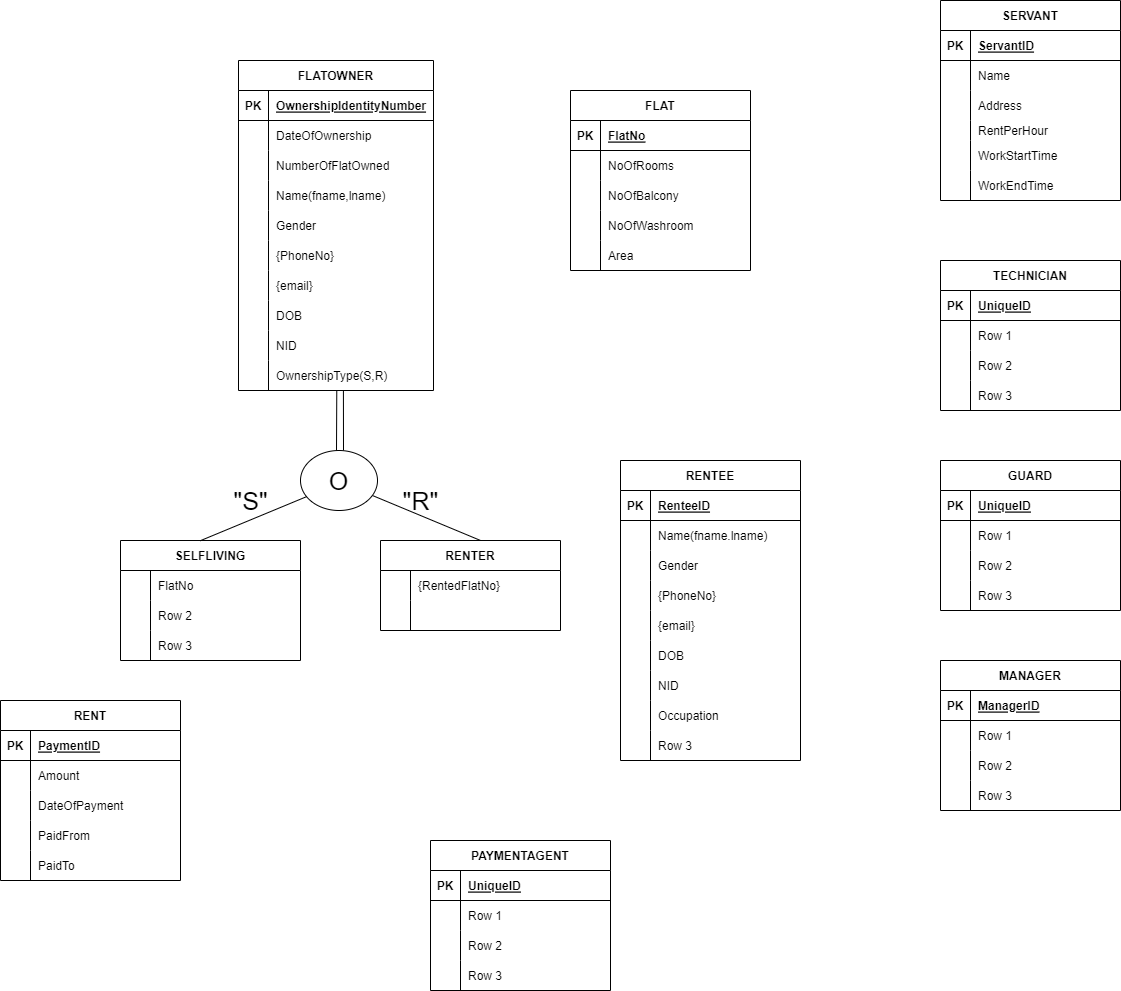 FLATOWNER
PK OwnershipIdentityNumber
DateOfOwnership
NumberOfFlatOwned
Name(fname,lname)
Gender
{PhoneNo}
{email}
DOB
NID
OwnershipType(S,R)
O
"S"
"R"
SELFLIVING
FlatNo
Row 2
Row 3
RENTER
{RentedFlatNo}
FLAT
PK FlatNo
NoOfRooms
NoOfBalcony
NoOfWashroom
Area
SERVANT
PK ServantID
Name
Address
RentPerHour
WorkStartTime
WorkEndTime
TECHNICIAN
PK UniqueID
Row 1
Row 2
Row 3
RENTEE
PK RenteeID
Name(fname.lname)
Gender
{PhoneNo}
{email}
DOB
NID
Occupation
Row 3
GUARD
PK UniqueID
Row 1
Row 2
Row 3
MANAGER
PK ManagerID
Row 1
Row 2
Row 3
RENT
PK PaymentID
Amount
DateOfPayment
PaidFrom
PaidTo
PAYMENTAGENT
PK UniqueID
Row 1
Row 2
Row 3